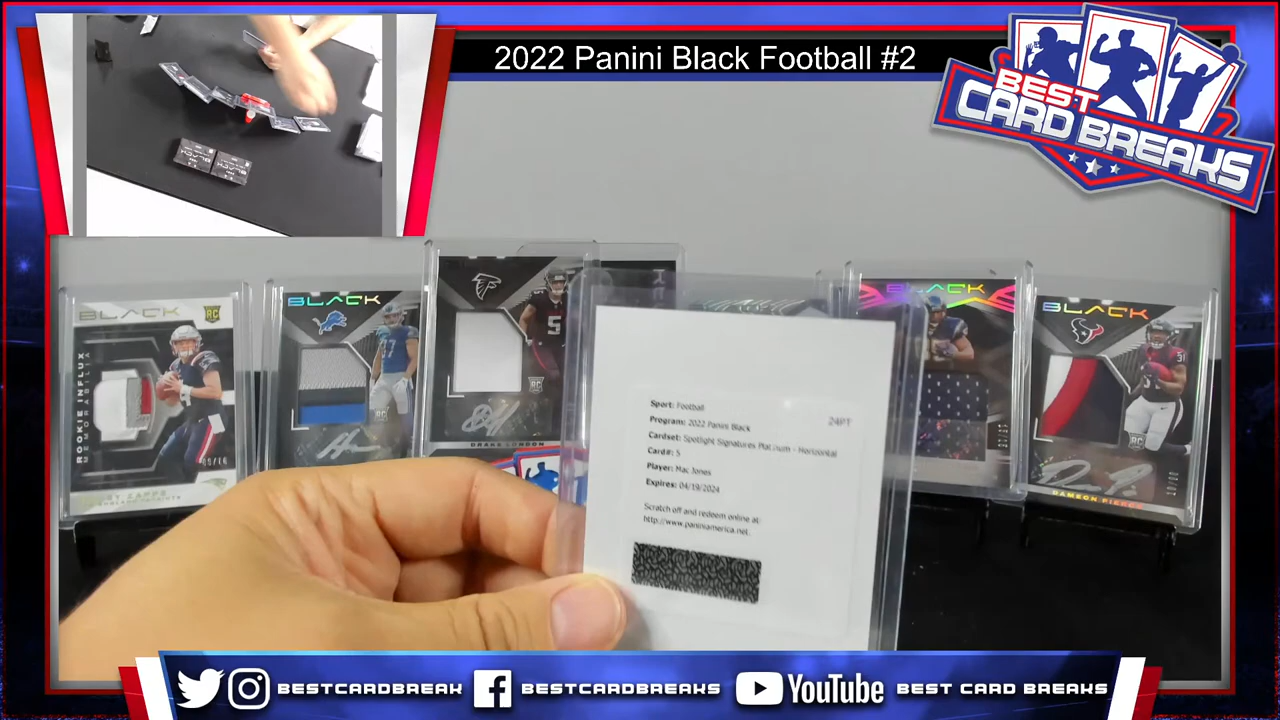 2022 Panini Black Football #2
BEST
CARD BREAKS
BLACK
RC
ROOKIE INFLUX
MEMORABILIA
BLACK
RC
5
RC
DRAKE LONDON
BLACK
BLACK
31
RC
DAMEON PIERCE
Sport: Football
24PT
Program: 2022 Panini Black
Cardset: Spotlight Signatures Platinum - Horizontal
Card#: 5
Player: Mac Jones
Expires: 04/19/2024
Scratch off and redeem online at:
http://www.paniniamerica.net.
BESTCARDBREAK
BESTCARDBREAKS
YouTube
BEST CARD BREAKS